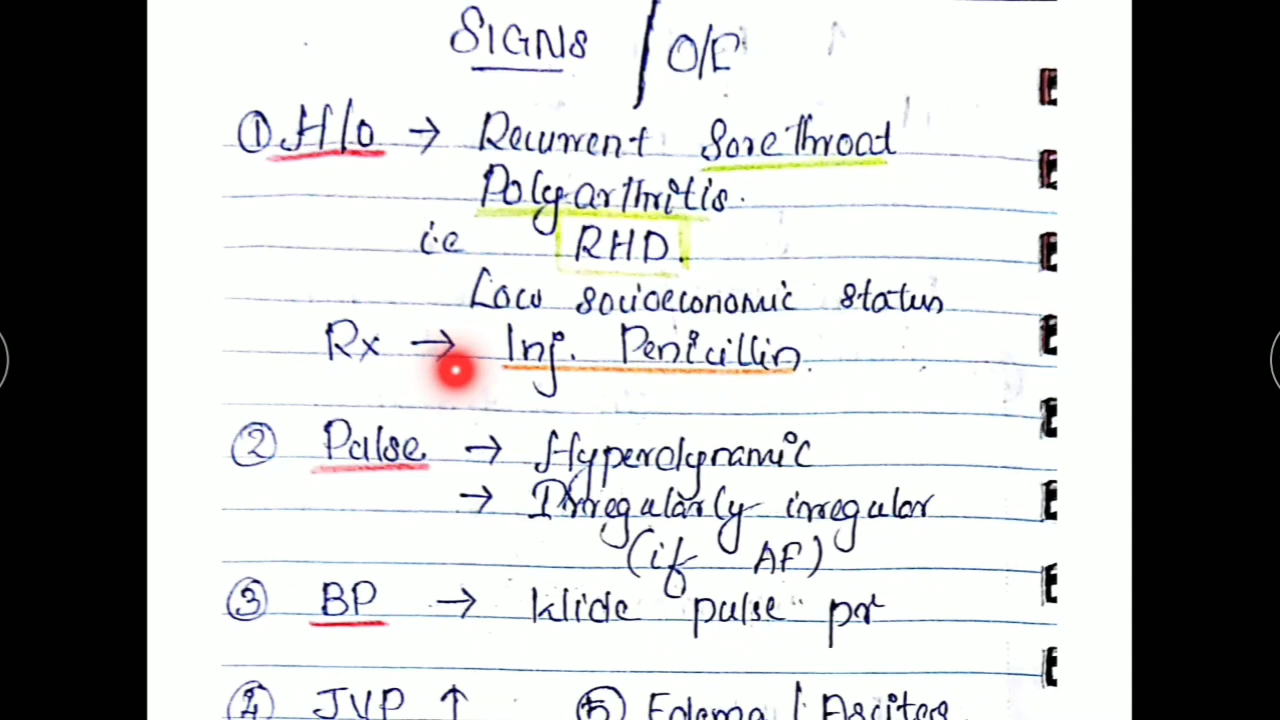 SIGNS / O/E
① H/o → Recurrent Sore Throat
Polyarthritis.
i.e RHD.
Low socioeconomic status
Rx → Inj. Penicillin.
② Pulse → Hyperdynamic
→ Irregularly irregular
(if AF)
③ BP → Wide pulse pr
④ JVP ↑ ⑤ Edema / Ascites